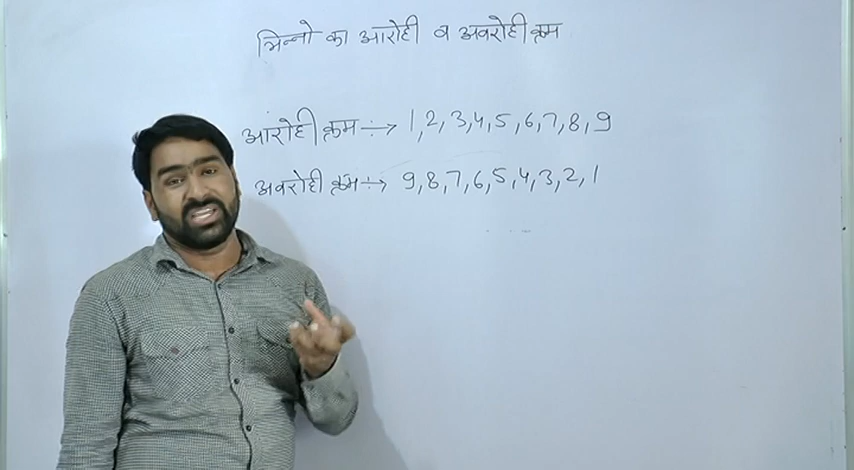 भिन्नो का आरोही व अवरोही क्रम
आरोही क्रम ÷→ 1,2,3,4,5,6,7,8,9
अवरोही क्रम ÷→ 9,8,7,6,5,4,3,2,1